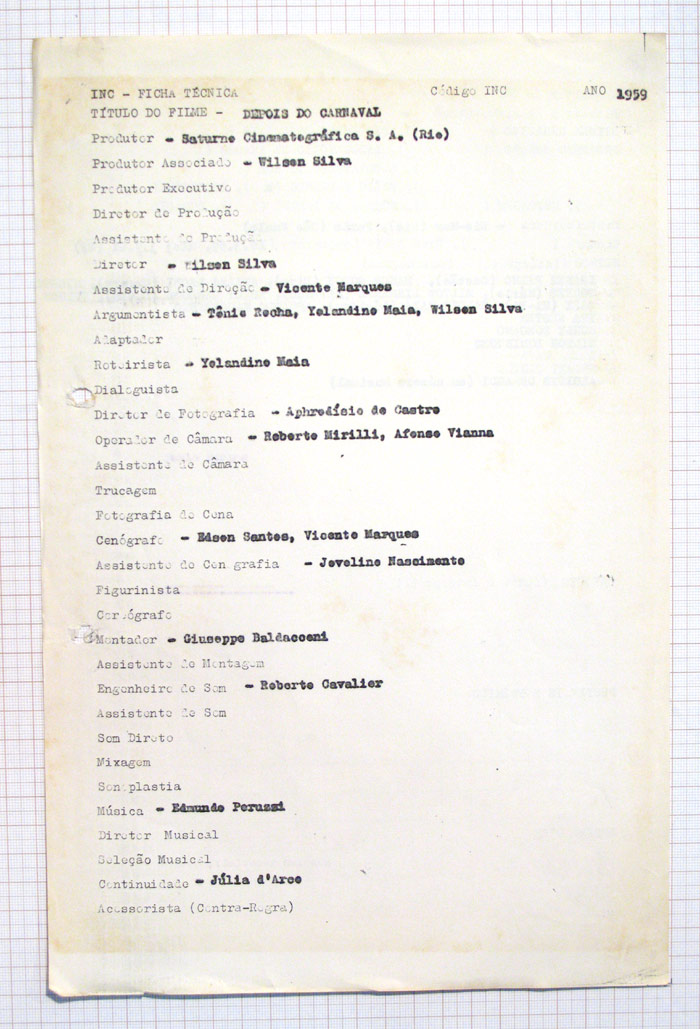 INC - FICHA TÉCNICA Código INC ANO 1959
TÍTULO DO FILME - DEPOIS DO CARNAVAL
Produtor - Saturno Cinematográfica S. A. (Rio)
Produtor Associado - Wilson Silva
Produtor Executivo
Diretor de Produção
Assistente de Produção
Diretor - Wilson Silva
Assistente de Direção - Vicente Marques
Argumentista - Tônio Rocha, Yolandino Maia, Wilson Silva
Adaptador
Roteirista - Yolandino Maia
Dialoguista
Diretor de Fotografia - Aphrodísio de Castro
Operador de Câmara - Roberto Mirilli, Afonso Vianna
Assistente de Câmara
Trucagem
Fotografia de Cena
Cenógrafo - Edson Santos, Vicente Marques
Assistente de Cenografia - Jovelino Nascimento
Figurinista
Coreógrafo
Montador - Giuseppe Baldacconi
Assistente de Montagem
Engenheiro de Som - Roberto Cavalier
Assistente de Som
Som Direto
Mixagem
Sonoplastia
Música - Edmundo Peruzzi
Diretor Musical
Seleção Musical
Continuidade - Júlia d'Arco
Acessorista (Contra-Regra)